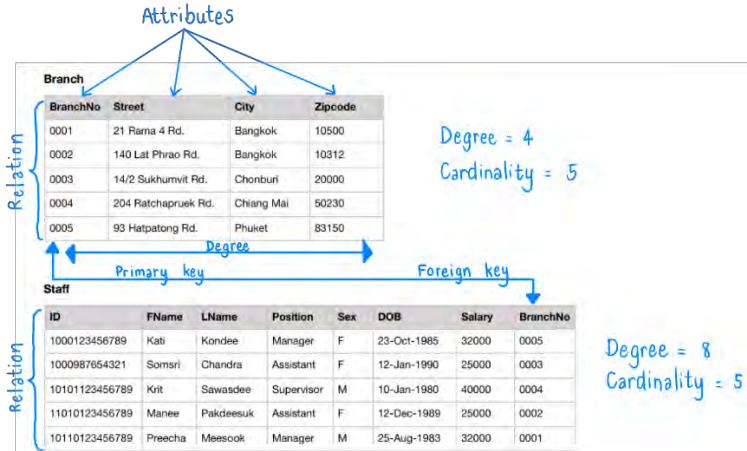 Attributes
Branch
BranchNo Street City Zipcode
0001 21 Rama 4 Rd. Bangkok 10500
0002 140 Lat Phrao Rd. Bangkok 10312
0003 14/2 Sukhumvit Rd. Chonburi 20000
0004 204 Ratchapruek Rd. Chiang Mai 50230
0005 93 Hatpatong Rd. Phuket 83150
Relation
Degree = 4
Cardinality = 5
Degree
Primary key Foreign key
Staff
ID FName LName Position Sex DOB Salary BranchNo
1000123456789 Kati Kondee Manager F 23-Oct-1985 32000 0005
1000987654321 Somsri Chandra Assistant F 12-Jan-1990 25000 0003
10101123456789 Krit Sawasdee Supervisor M 10-Jan-1980 40000 0004
11010123456789 Manee Pakdeesuk Assistant F 12-Dec-1989 25000 0002
10110123456789 Preecha Meesook Manager M 25-Aug-1983 32000 0001
Relation
Degree = 8
Cardinality = 5